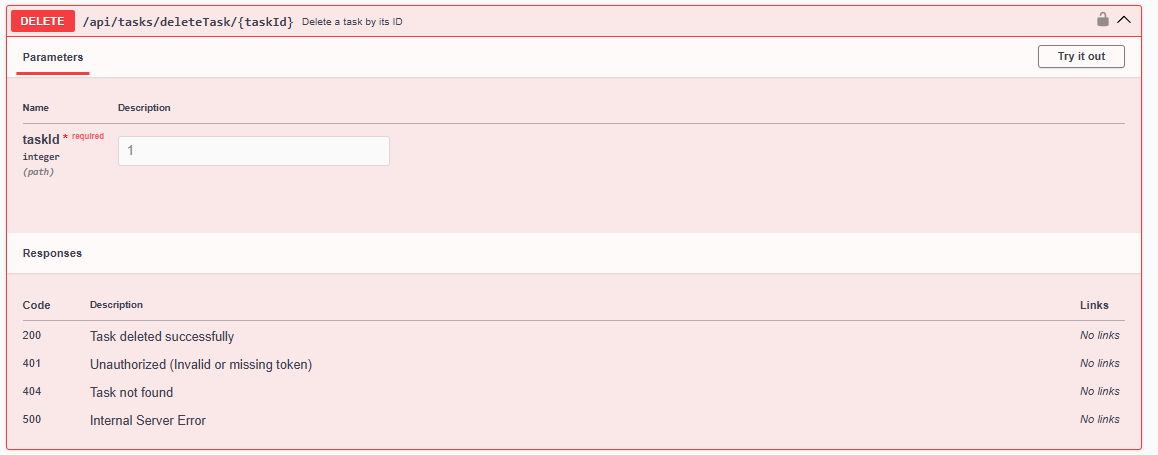 DELETE /api/tasks/deleteTask/{taskId} Delete a task by its ID
Parameters Try it out
Name Description
taskId * required
integer
(path)
1
Responses
Code Description Links
200 Task deleted successfully No links
401 Unauthorized (Invalid or missing token) No links
404 Task not found No links
500 Internal Server Error No links